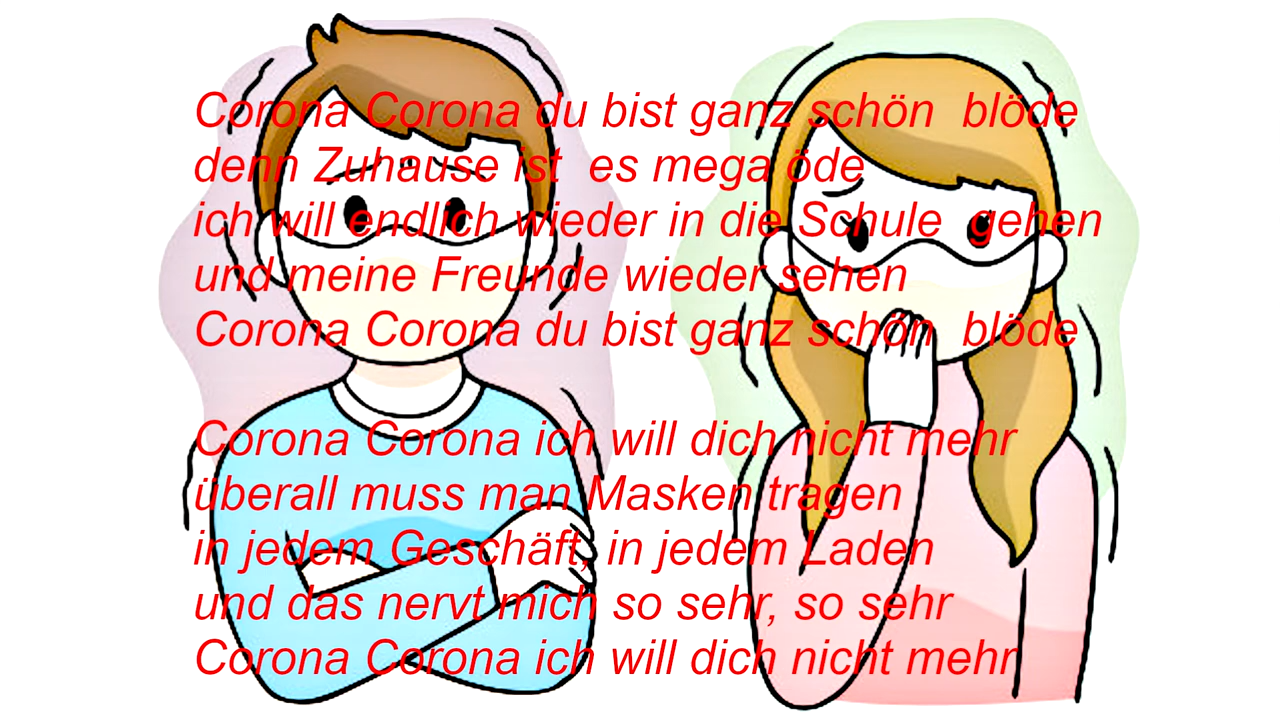 Corona Corona du bist ganz schön blöde
denn Zuhause ist es mega öde
ich will endlich wieder in die Schule gehen
und meine Freunde wieder sehen
Corona Corona du bist ganz schön blöde
Corona Corona ich will dich nicht mehr
überall muss man Masken tragen
in jedem Geschäft, in jedem Laden
und das nervt mich so sehr, so sehr
Corona Corona ich will dich nicht mehr